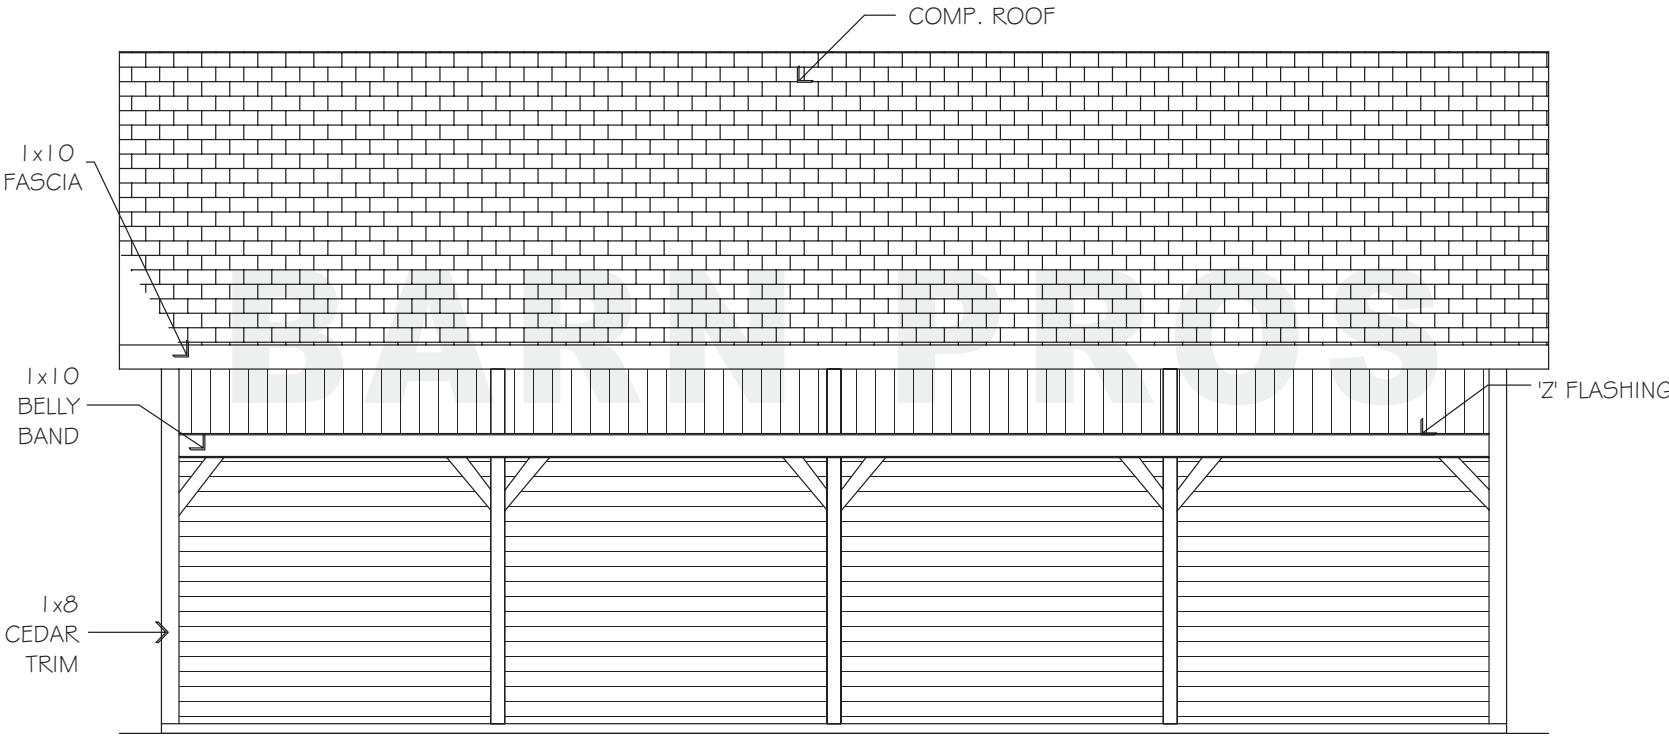 COMP. ROOF
1x10
FASCIA
BARN PROS
1x10
BELLY
BAND
'Z' FLASHING
1x8
CEDAR
TRIM